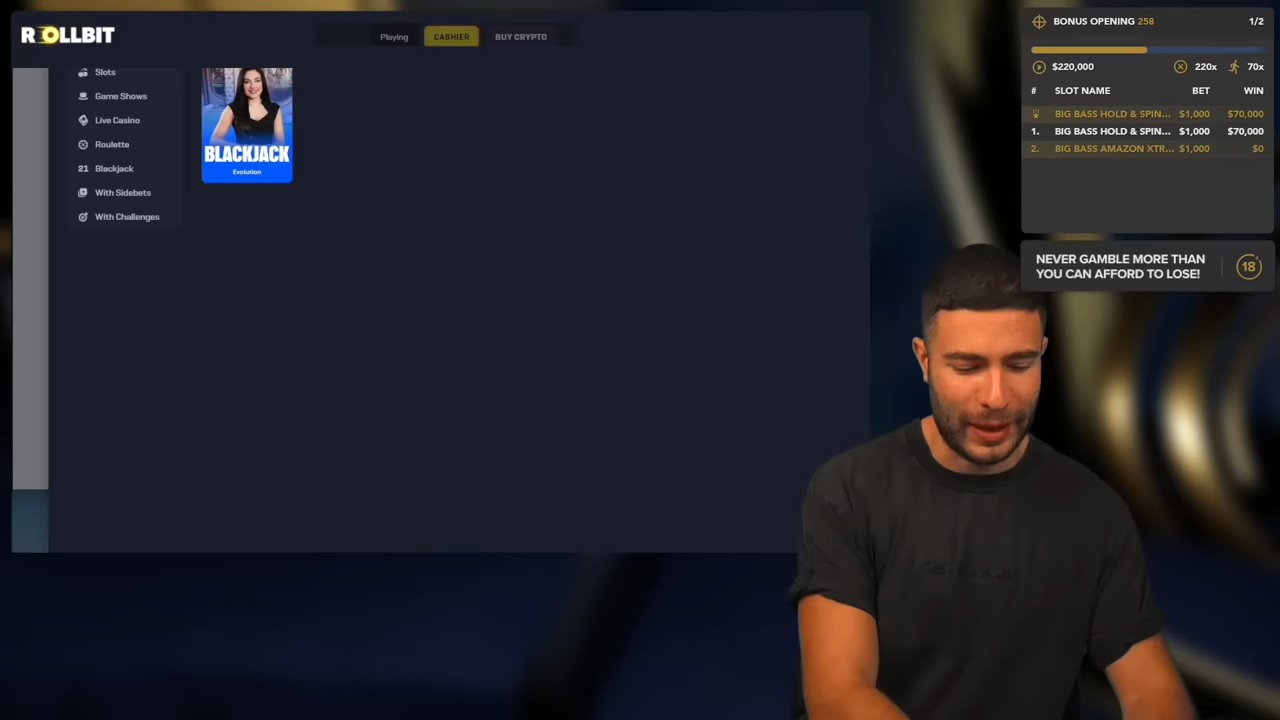 ROLLBIT
Playing
CASHIER
BUY CRYPTO
Slots
Game Shows
Live Casino
Roulette
21 Blackjack
With Sidebets
With Challenges
BLACKJACK
Evolution
BONUS OPENING 258 1/2
$220,000 220x 70x
# SLOT NAME BET WIN
BIG BASS HOLD & SPIN... $1,000 $70,000
1. BIG BASS HOLD & SPIN... $1,000 $70,000
2. BIG BASS AMAZON XTR... $1,000 $0
NEVER GAMBLE MORE THAN
YOU CAN AFFORD TO LOSE!
18+